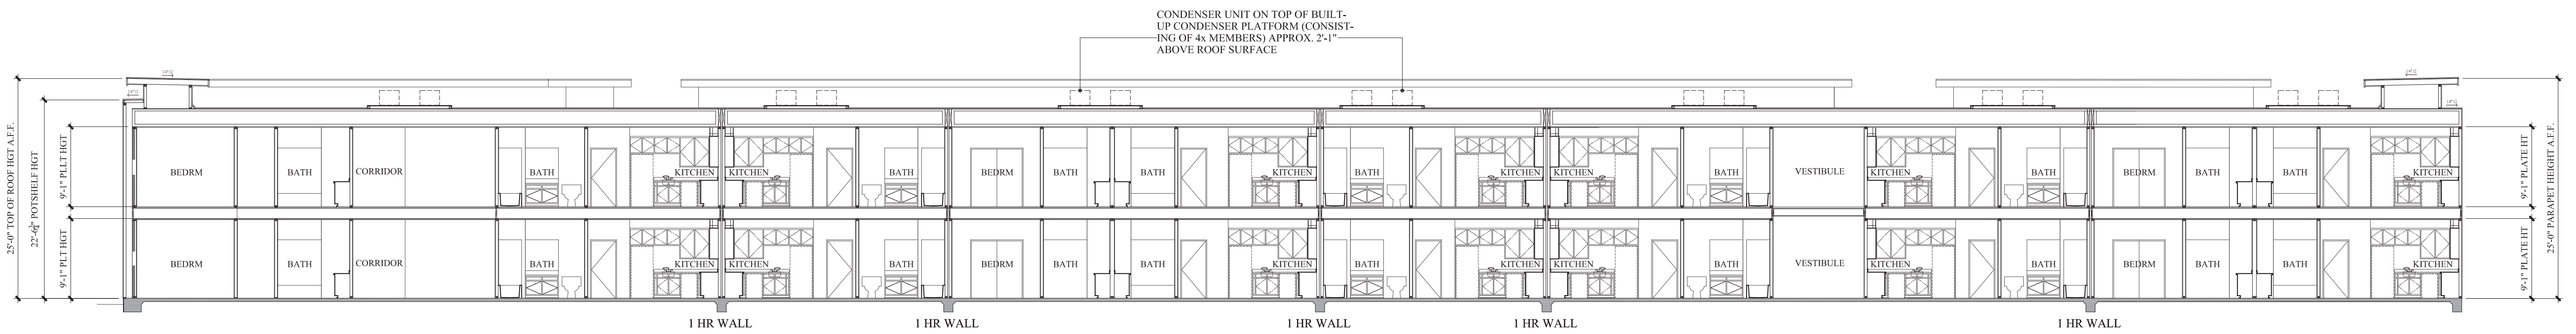 CONDENSER UNIT ON TOP OF BUILT-
UP CONDENSER PLATFORM (CONSIST-
ING OF 4x MEMBERS) APPROX. 2'-1"
ABOVE ROOF SURFACE
25'-0" TOP OF ROOF HGT A.F.F.
22'-6¾" POTSHELF HGT
9'-1" PLLT HGT
9'-1" PLT HGT
BEDRM
BATH
CORRIDOR
BATH
KITCHEN
KITCHEN
BATH
BEDRM
BATH
BATH
KITCHEN
BATH
KITCHEN
KITCHEN
BATH
VESTIBULE
KITCHEN
BATH
BEDRM
BATH
BATH
KITCHEN
9'-1" PLATE HT
25'-0" PARAPET HEIGHT A.F.F.
BEDRM
BATH
CORRIDOR
BATH
KITCHEN
KITCHEN
BATH
BEDRM
BATH
BATH
KITCHEN
BATH
KITCHEN
KITCHEN
BATH
VESTIBULE
KITCHEN
BATH
BEDRM
BATH
BATH
KITCHEN
9'-1" PLATE HT
1 HR WALL
1 HR WALL
1 HR WALL
1 HR WALL
1 HR WALL